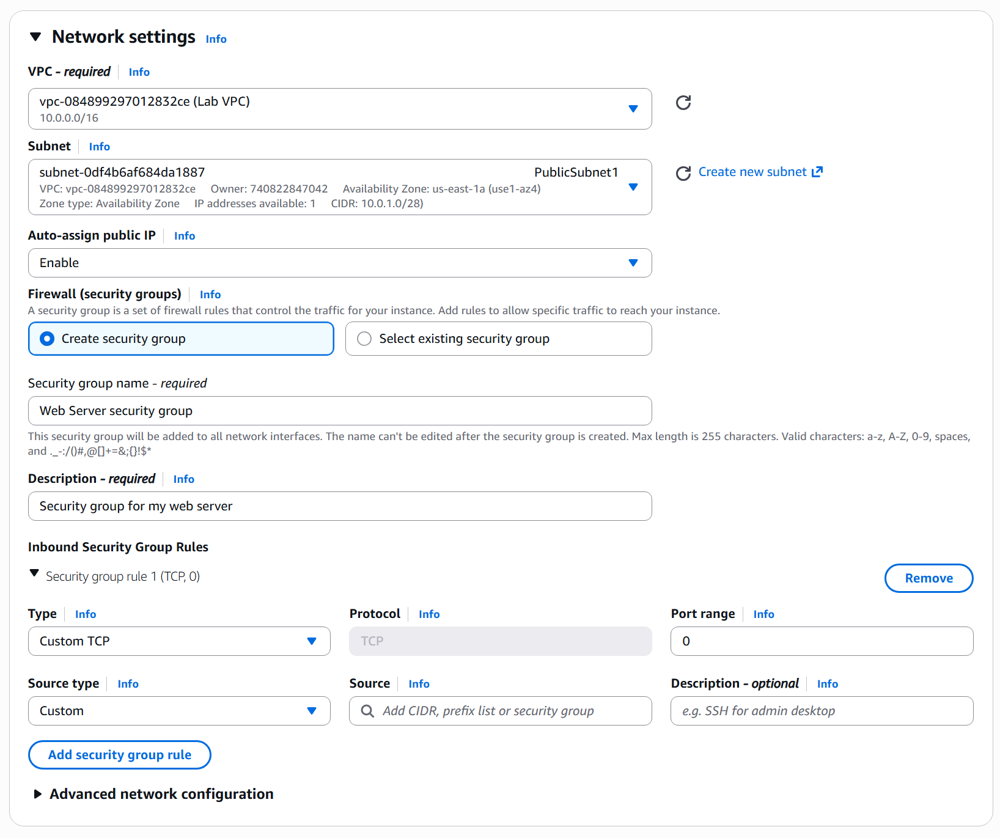 Network settings Info
VPC - required Info
vpc-084899297012832ce (Lab VPC)
10.0.0.0/16
Subnet Info
subnet-0df4b6af684da1887 PublicSubnet1
VPC: vpc-084899297012832ce Owner: 740822847042 Availability Zone: us-east-1a (use1-az4)
Zone type: Availability Zone IP addresses available: 1 CIDR: 10.0.1.0/28)
Create new subnet
Auto-assign public IP Info
Enable
Firewall (security groups) Info
A security group is a set of firewall rules that control the traffic for your instance. Add rules to allow specific traffic to reach your instance.
Create security group Select existing security group
Security group name - required
Web Server security group
This security group will be added to all network interfaces. The name can't be edited after the security group is created. Max length is 255 characters. Valid characters: a-z, A-Z, 0-9, spaces,
and ._-:/()#,@[]+=&;{}!$*
Description - required Info
Security group for my web server
Inbound Security Group Rules
Security group rule 1 (TCP, 0)
Remove
Type Info Protocol Info Port range Info
Custom TCP TCP 0
Source type Info Source Info Description - optional Info
Custom Add CIDR, prefix list or security group e.g. SSH for admin desktop
Add security group rule
Advanced network configuration